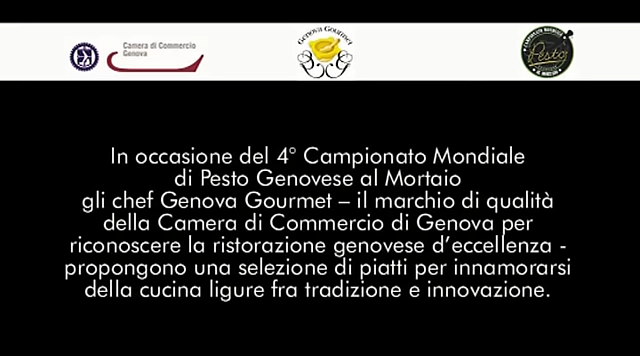 Camera di Commercio
Genova
Genova Gourmet
Pesto
In occasione del 4° Campionato Mondiale
di Pesto Genovese al Mortaio
gli chef Genova Gourmet – il marchio di qualità
della Camera di Commercio di Genova per
riconoscere la ristorazione genovese d'eccellenza -
propongono una selezione di piatti per innamorarsi
della cucina ligure fra tradizione e innovazione.